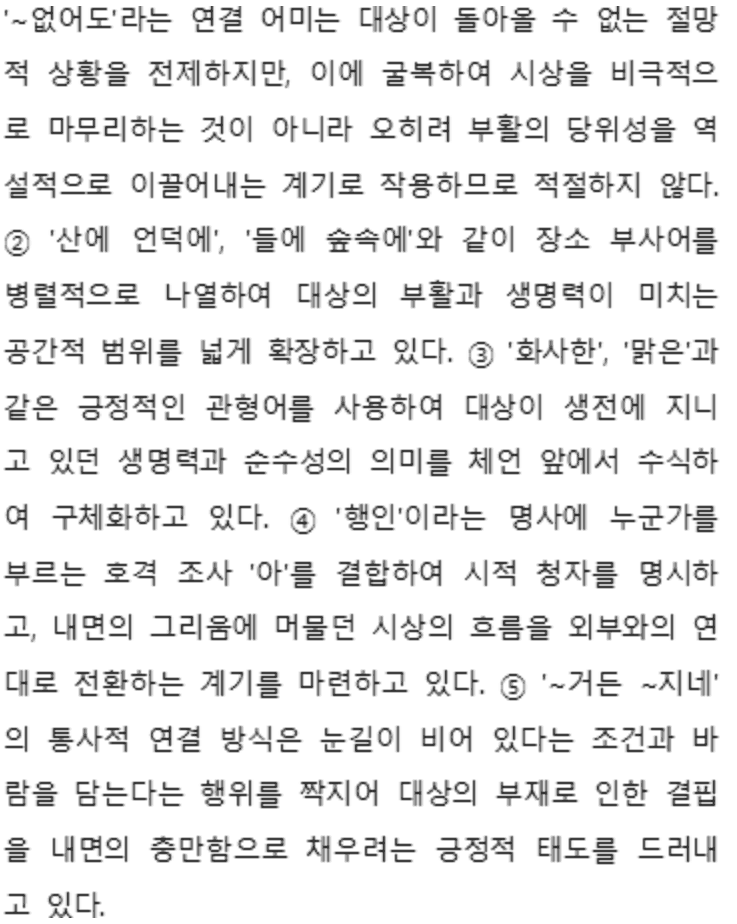 '~없어도'라는 연결 어미는 대상이 돌아올 수 없는 절망
적 상황을 전제하지만, 이에 굴복하여 시상을 비극적으
로 마무리하는 것이 아니라 오히려 부활의 당위성을 역
설적으로 이끌어내는 계기로 작용하므로 적절하지 않다.
② '산에 언덕에', '들에 숲속에'와 같이 장소 부사어를
병렬적으로 나열하여 대상의 부활과 생명력이 미치는
공간적 범위를 넓게 확장하고 있다. ③ '화사한', '맑은'과
같은 긍정적인 관형어를 사용하여 대상이 생전에 지니
고 있던 생명력과 순수성의 의미를 체언 앞에서 수식하
여 구체화하고 있다. ④ '행인'이라는 명사에 누군가를
부르는 호격 조사 '아'를 결합하여 시적 청자를 명시하
고, 내면의 그리움에 머물던 시상의 흐름을 외부와의 연
대로 전환하는 계기를 마련하고 있다. ⑤ '~거든 ~지네'
의 통사적 연결 방식은 눈길이 비어 있다는 조건과 바
람을 담는다는 행위를 짝지어 대상의 부재로 인한 결핍
을 내면의 충만함으로 채우려는 긍정적 태도를 드러내
고 있다.